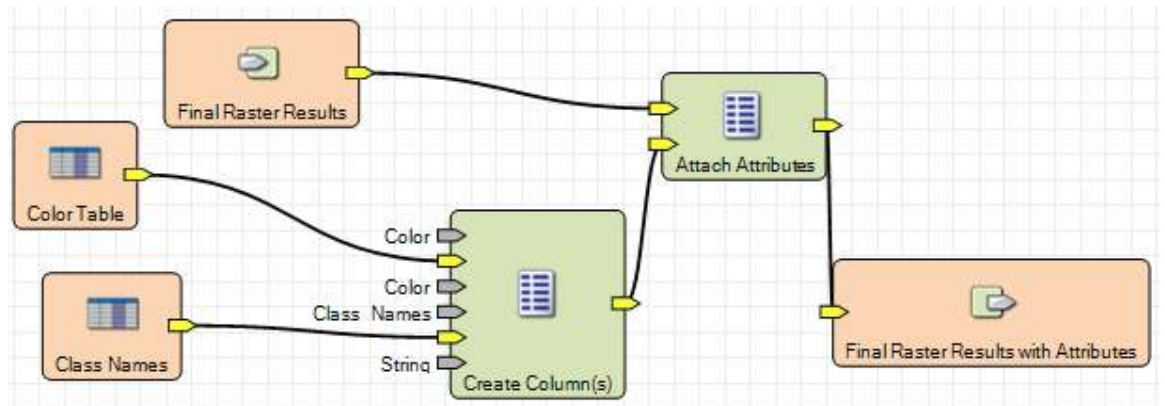 Final Raster Results
Attach Attributes
Color Table
Color
Color
Class Names
String
Class Names
Create Column(s)
Final Raster Results with Attributes